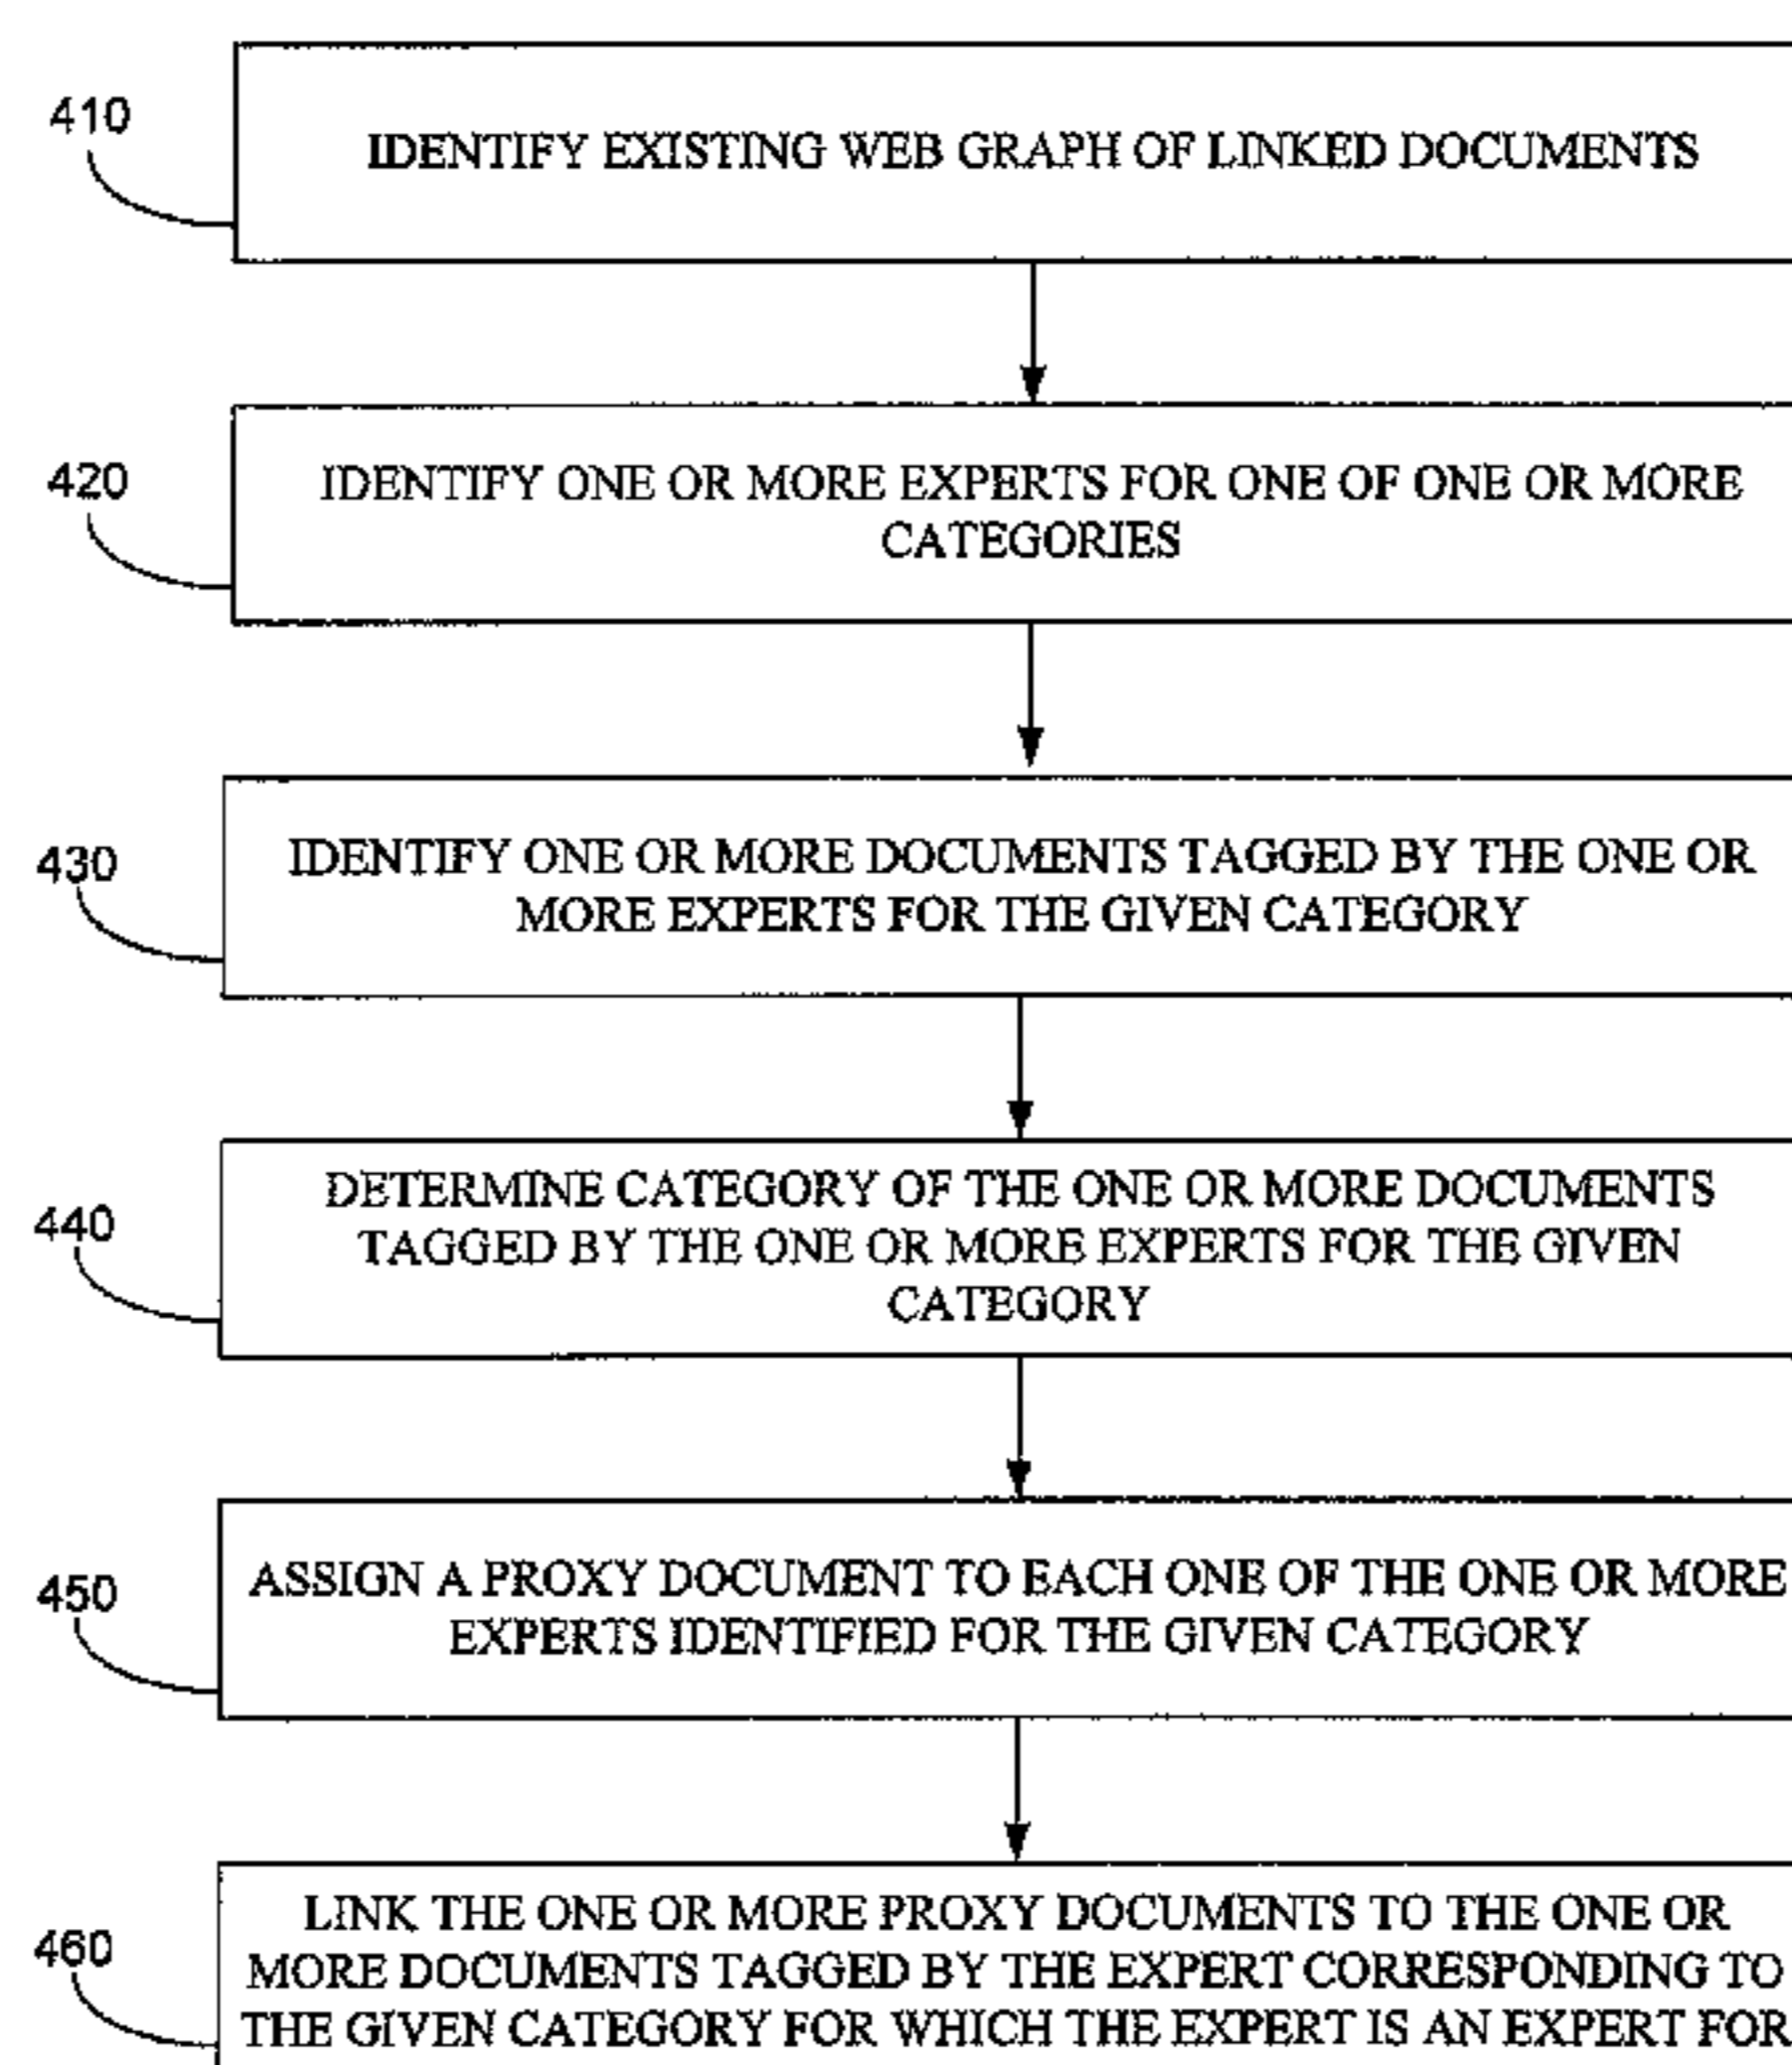 410
IDENTIFY EXISTING WEB GRAPH OF LINKED DOCUMENTS
420
IDENTIFY ONE OR MORE EXPERTS FOR ONE OF ONE OR MORE
CATEGORIES
430
IDENTIFY ONE OR MORE DOCUMENTS TAGGED BY THE ONE OR
MORE EXPERTS FOR THE GIVEN CATEGORY
440
DETERMINE CATEGORY OF THE ONE OR MORE DOCUMENTS
TAGGED BY THE ONE OR MORE EXPERTS FOR THE GIVEN
CATEGORY
450
ASSIGN A PROXY DOCUMENT TO EACH ONE OF THE ONE OR MORE
EXPERTS IDENTIFIED FOR THE GIVEN CATEGORY
460
LINK THE ONE OR MORE PROXY DOCUMENTS TO THE ONE OR
MORE DOCUMENTS TAGGED BY THE EXPERT CORRESPONDING TO
THE GIVEN CATEGORY FOR WHICH THE EXPERT IS AN EXPERT FOR